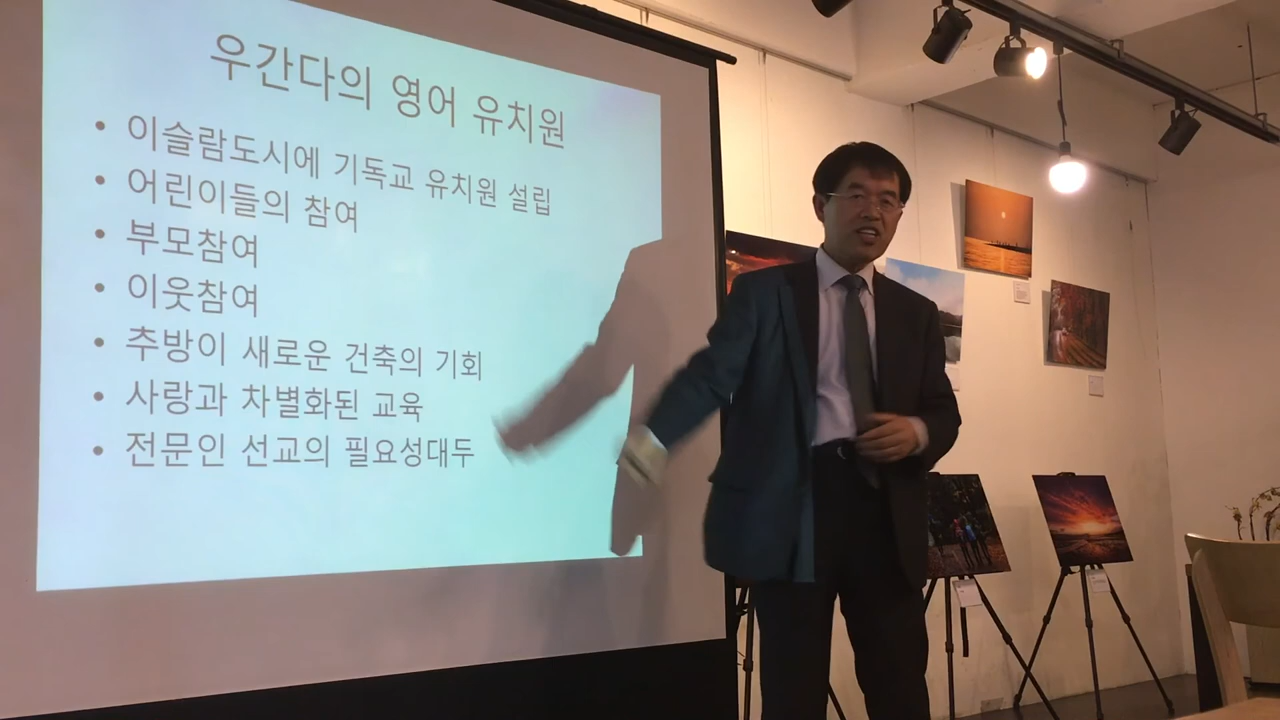 우간다의 영어 유치원
• 이슬람도시에 기독교 유치원 설립
• 어린이들의 참여
• 부모참여
• 이웃참여
• 추방이 새로운 건축의 기회
• 사랑과 차별화된 교육
• 전문인 선교의 필요성대두